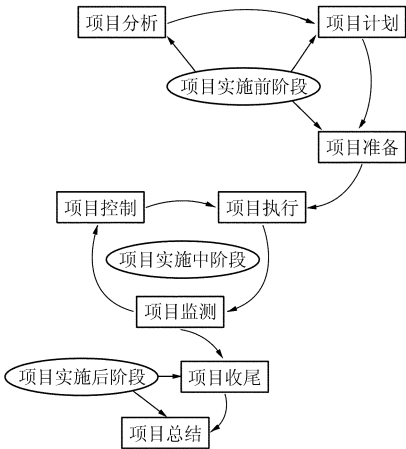 项目分析
项目计划
项目实施前阶段
项目准备
项目控制
项目执行
项目实施中阶段
项目监测
项目实施后阶段
项目收尾
项目总结